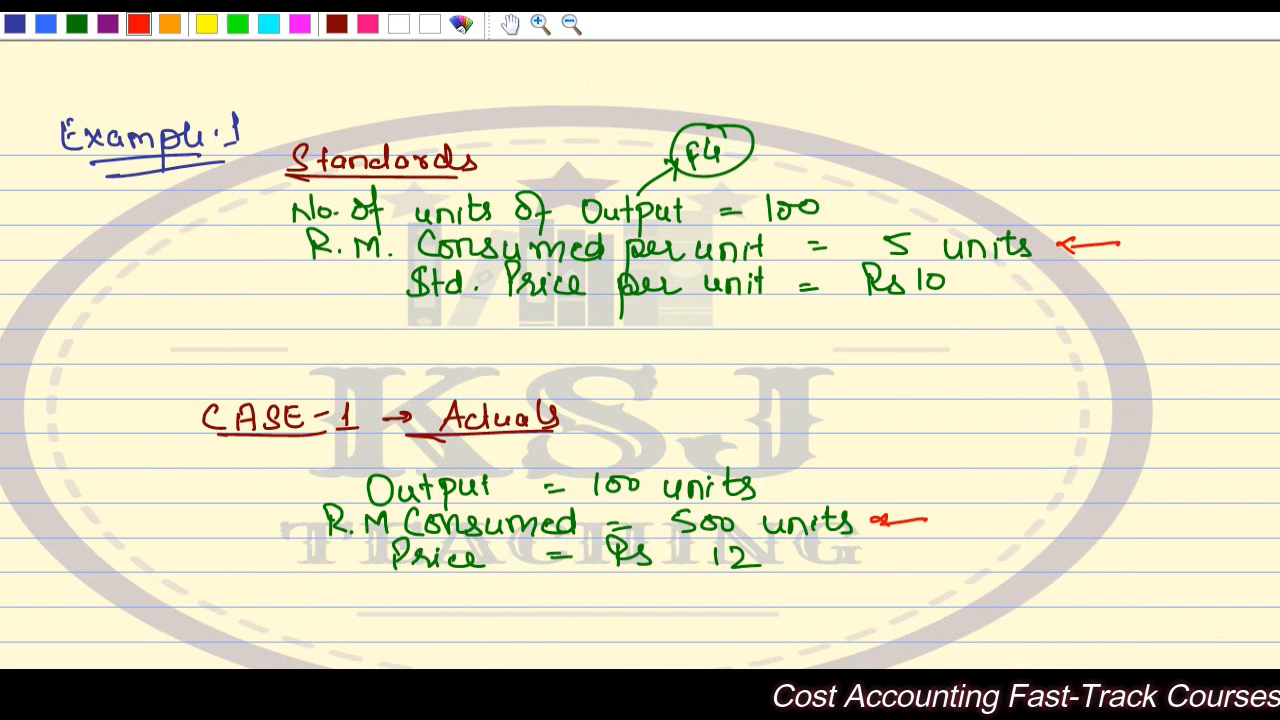 Example.1
Standards
FG
No. of units of Output = 100
R.M. Consumed per unit = 5 units
Std. Price per unit = Rs 10
CASE-1 → Actuals
Output = 100 units
R.M Consumed = 500 units
Price = Rs 12
KSJ
TEACHING
Cost Accounting Fast-Track Courses